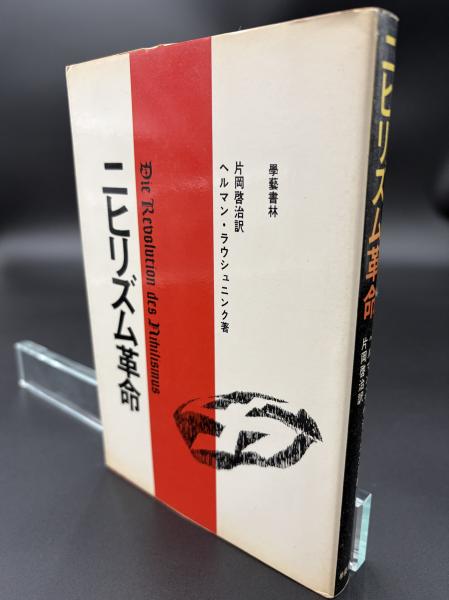 學藝書林
片岡啓治訳
ヘルマン・ラウシュニンク著
Die Revolution des Nihilismus
ニヒリズム革命
ニヒリズム革命
片岡啓治訳